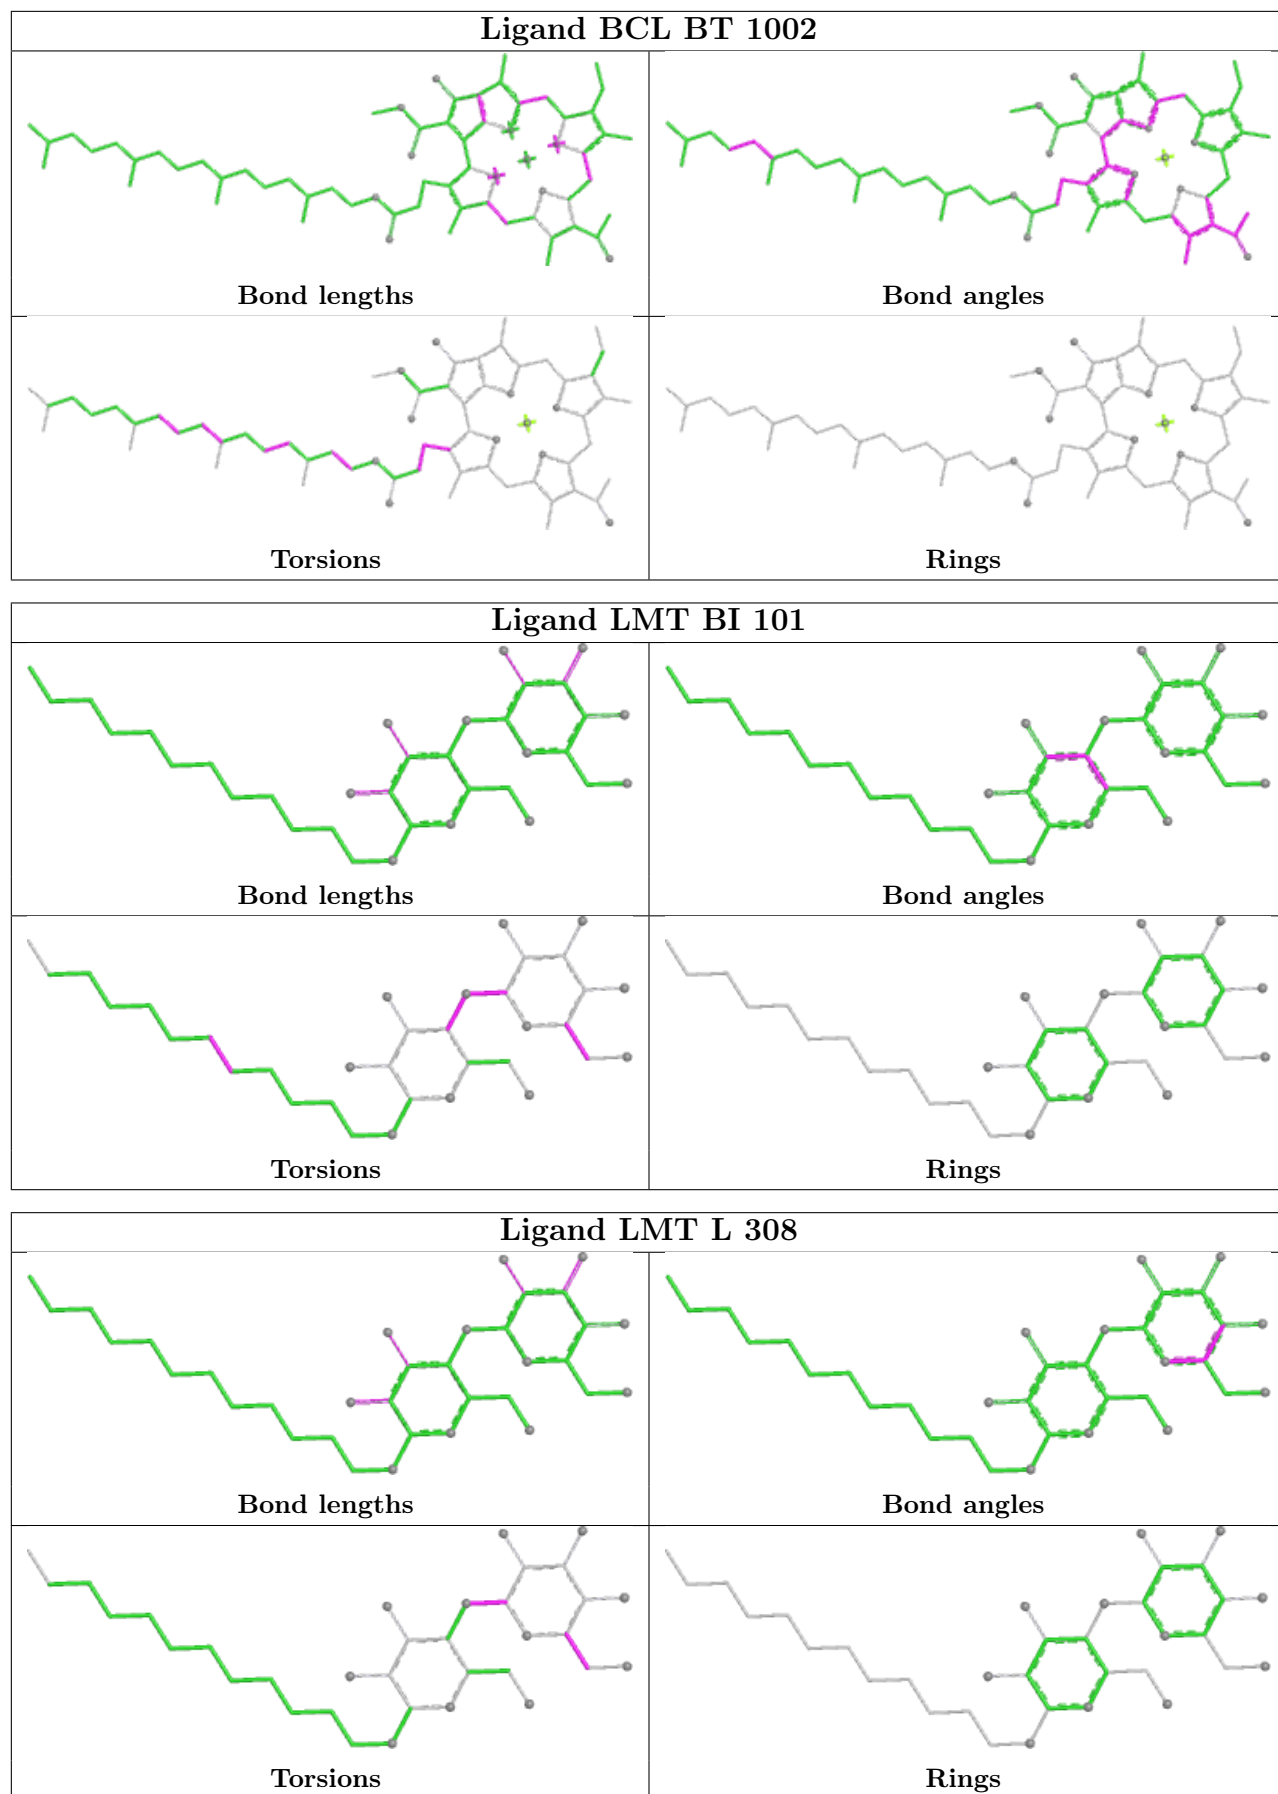 Ligand BCL BT 1002
Bond lengths
Bond angles
Torsions
Rings
Ligand LMT BI 101
Bond lengths
Bond angles
Torsions
Rings
Ligand LMT L 308
Bond lengths
Bond angles
Torsions
Rings